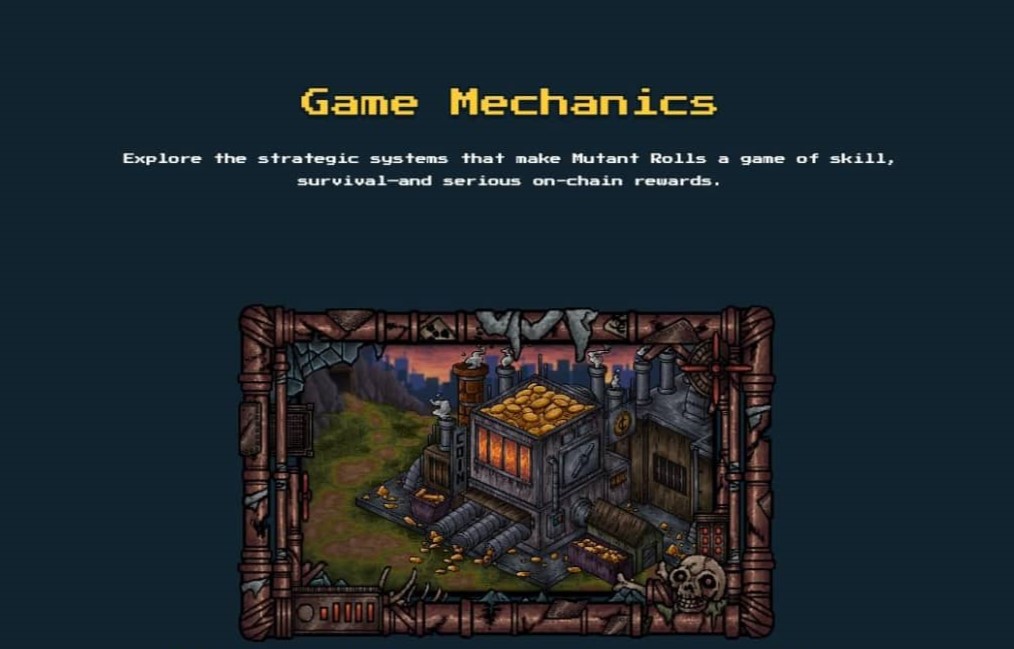 Game Mechanics
Explore the strategic systems that make Mutant Rolls a game of skill,
survival—and serious on-chain rewards.
COIN